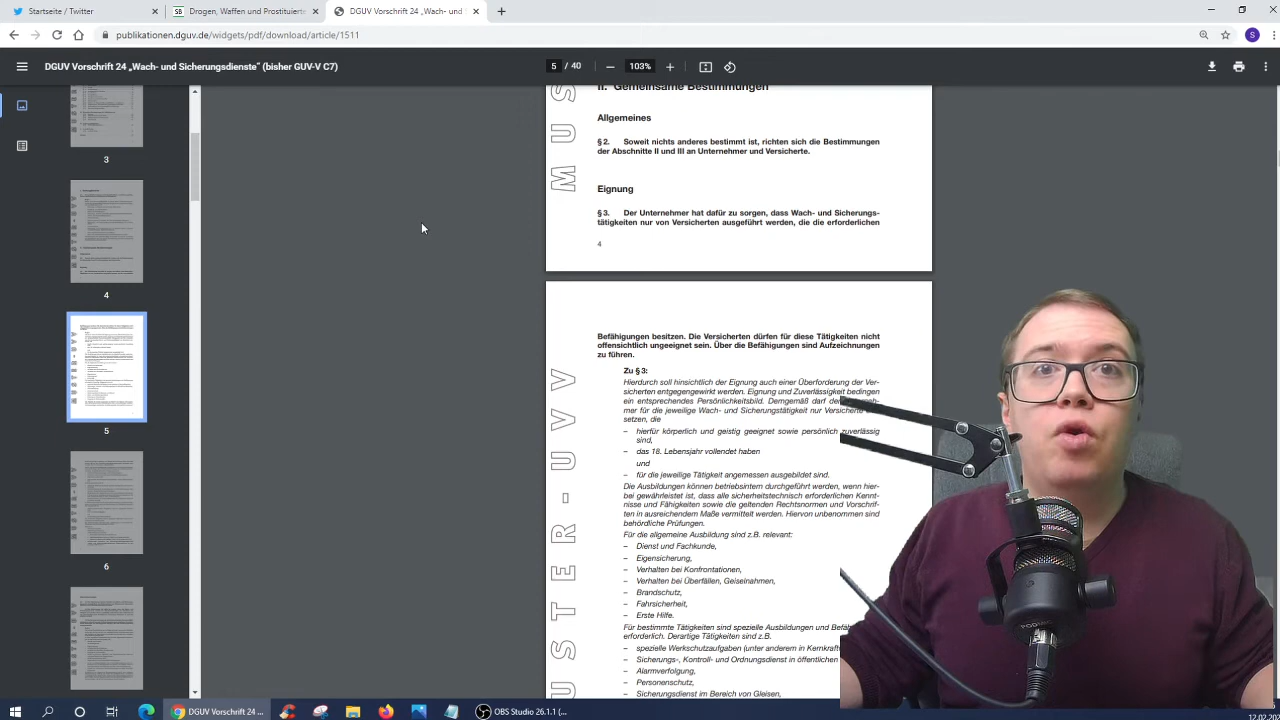 Startseite / Twitter
SB Drogen, Waffen und Prostituierte
DGUV Vorschrift 24 „Wach- und S
publikationen.dguv.de/widgets/pdf/download/article/1511
S
DGUV Vorschrift 24 „Wach- und Sicherungsdienste" (bisher GUV-V C7)
5 / 40
103%
3
4
5
6
MUS
USTER-UVV
II. Gemeinsame Bestimmungen
Allgemeines
§ 2. Soweit nichts anderes bestimmt ist, richten sich die Bestimmungen
der Abschnitte II und III an Unternehmer und Versicherte.
Eignung
§ 3. Der Unternehmer hat dafür zu sorgen, dass Wach- und Sicherungs-
tätigkeiten nur von Versicherten ausgeführt werden, die die erforderlichen
4
Befähigungen besitzen. Die Versicherten dürfen für diese Tätigkeiten nicht
offensichtlich ungeeignet sein. Über die Befähigungen sind Aufzeichnungen
zu führen.
Zu § 3:
Hierdurch soll hinsichtlich der Eignung auch einer Überforderung der Ver-
sicherten entgegengewirkt werden. Eignung und Zuverlässigkeit bedingen
ein entsprechendes Persönlichkeitsbild. Demgemäß darf der
mer für die jeweilige Wach- und Sicherungstätigkeit nur Versicherte
setzen, die
– hierfür körperlich und geistig geeignet sowie persönlich zuverlässig
sind,
– das 18. Lebensjahr vollendet haben
und
– für die jeweilige Tätigkeit angemessen ausgebildet sind.
Die Ausbildungen können betriebsintern durchgeführt werden, wenn hier-
bei gewährleistet ist, dass alle sicherheitstechnisch erforderlichen Kennt-
nisse und Fähigkeiten sowie die geltenden Rechtsnormen und Vorschrif-
ten in ausreichendem Maße vermittelt werden. Hiervon unbenommen sind
behördliche Prüfungen.
Für die allgemeine Ausbildung sind z.B. relevant:
– Dienst und Fachkunde,
– Eigensicherung,
– Verhalten bei Konfrontationen,
– Verhalten bei Überfällen, Geiselnahmen,
– Brandschutz,
– Fahrsicherheit,
– Erste Hilfe.
Für bestimmte Tätigkeiten sind spezielle Ausbildungen und Befäh
erforderlich. Derartige Tätigkeiten sind z.B.
– spezielle Werkschutzaufgaben (unter anderem in Kernkraft
– Sicherungs-, Kontroll- und Ordnungsdienst in öffentlichen
– Alarmverfolgung,
– Personenschutz,
– Sicherungsdienst im Bereich von Gleisen,
DGUV Vorschrift 24 ...
OBS Studio 26.1.1 (...
12.02.202